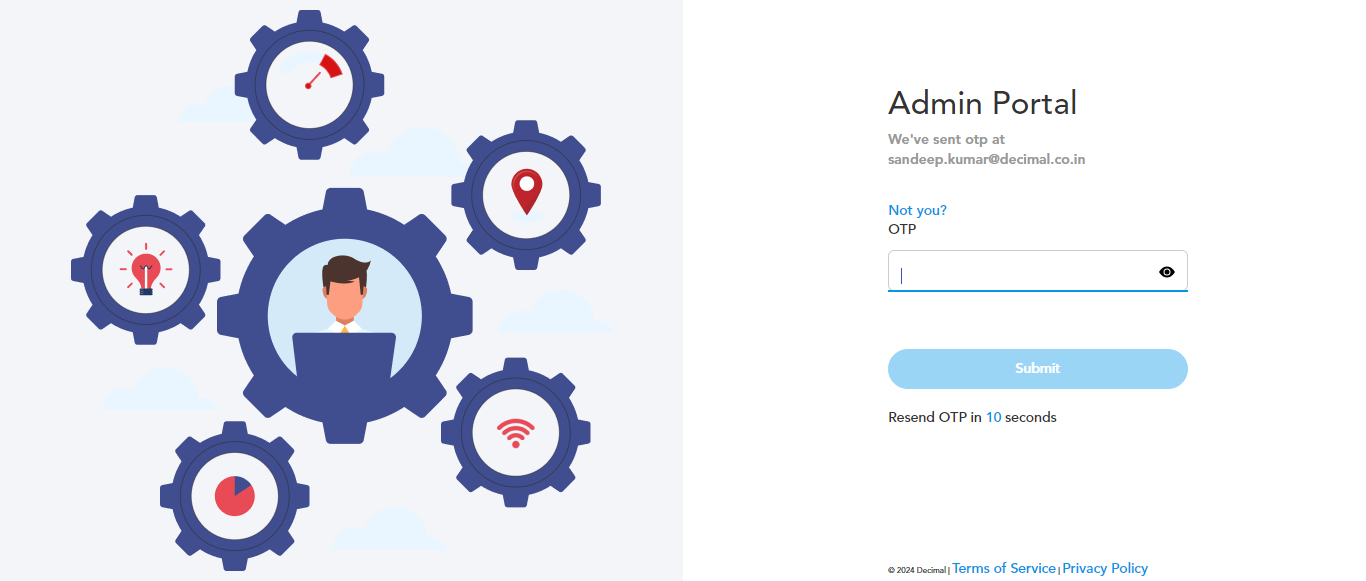 Admin Portal
We've sent otp at
sandeep.kumar@decimal.co.in
Not you?
OTP
Submit
Resend OTP in 10 seconds
© 2024 Decimal | Terms of Service | Privacy Policy